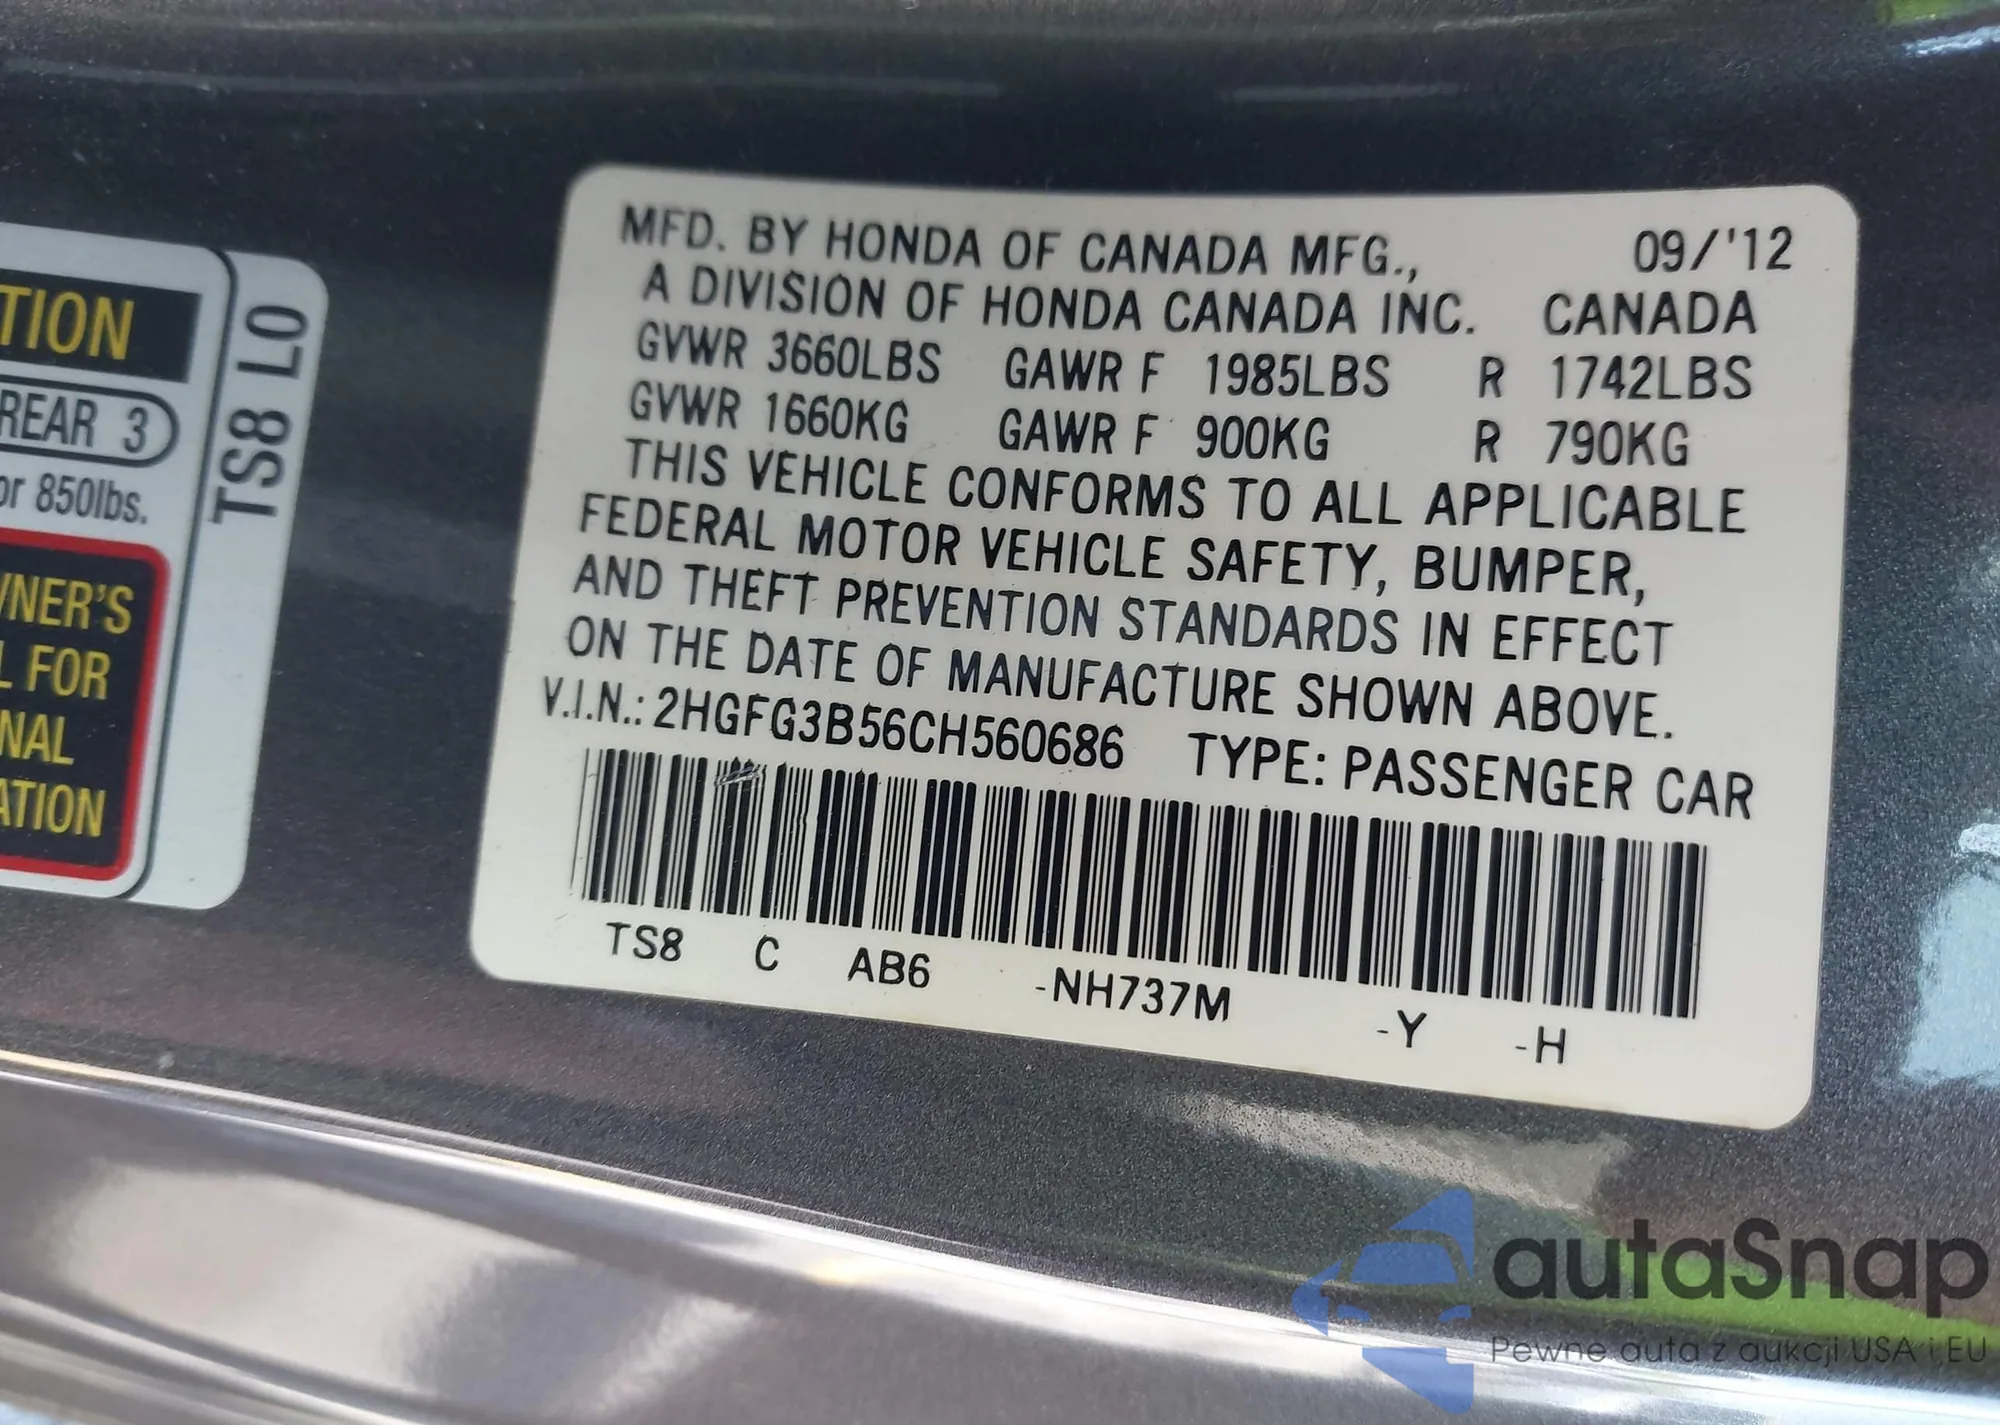 TION
REAR 3
or 850lbs.
NER'S
L FOR
NAL
ATION
TS8 L0
MFD. BY HONDA OF CANADA MFG., 09/'12
A DIVISION OF HONDA CANADA INC. CANADA
GVWR 3660LBS GAWR F 1985LBS R 1742LBS
GVWR 1660KG GAWR F 900KG R 790KG
THIS VEHICLE CONFORMS TO ALL APPLICABLE
FEDERAL MOTOR VEHICLE SAFETY, BUMPER,
AND THEFT PREVENTION STANDARDS IN EFFECT
ON THE DATE OF MANUFACTURE SHOWN ABOVE.
V.I.N.: 2HGFG3B56CH560686 TYPE: PASSENGER CAR
TS8 C AB6 -NH737M -Y -H
autaSnap
Pewne auta z aukcji USA i EU